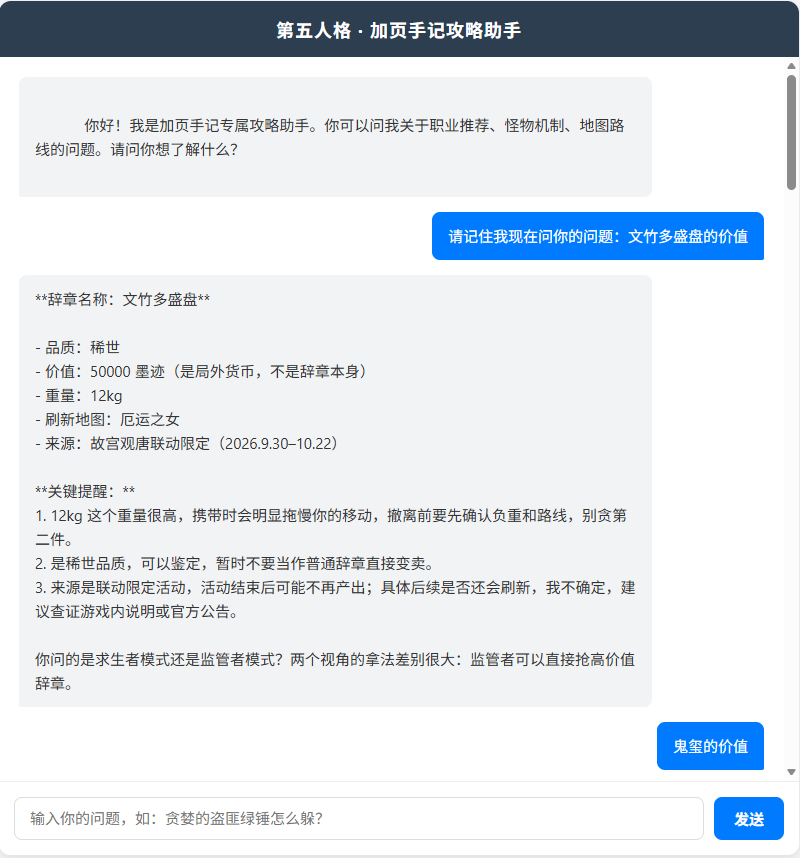 第五人格 · 加页手记攻略助手
你好！我是加页手记专属攻略助手。你可以问我关于职业推荐、怪物机制、地图路
线的问题。请问你想了解什么？
请记住我现在问你的问题：文竹多盛盘的价值
**辞章名称：文竹多盛盘**
- 品质：稀世
- 价值：50000 墨迹（是局外货币，不是辞章本身）
- 重量：12kg
- 刷新地图：厄运之女
- 来源：故宫观唐联动限定（2026.9.30–10.22）
**关键提醒：**
1. 12kg 这个重量很高，携带时会明显拖慢你的移动，撤离前要先确认负重和路线，别贪第
二件。
2. 是稀世品质，可以鉴定，暂时不要当作普通辞章直接变卖。
3. 来源是联动限定活动，活动结束后可能不再产出；具体后续是否还会刷新，我不确定，建
议查证游戏内说明或官方公告。
你问的是求生者模式还是监管者模式？两个视角的拿法差别很大：监管者可以直接抢高价值
辞章。
鬼玺的价值
输入你的问题，如：贪婪的盗匪绿锤怎么躲？
发送